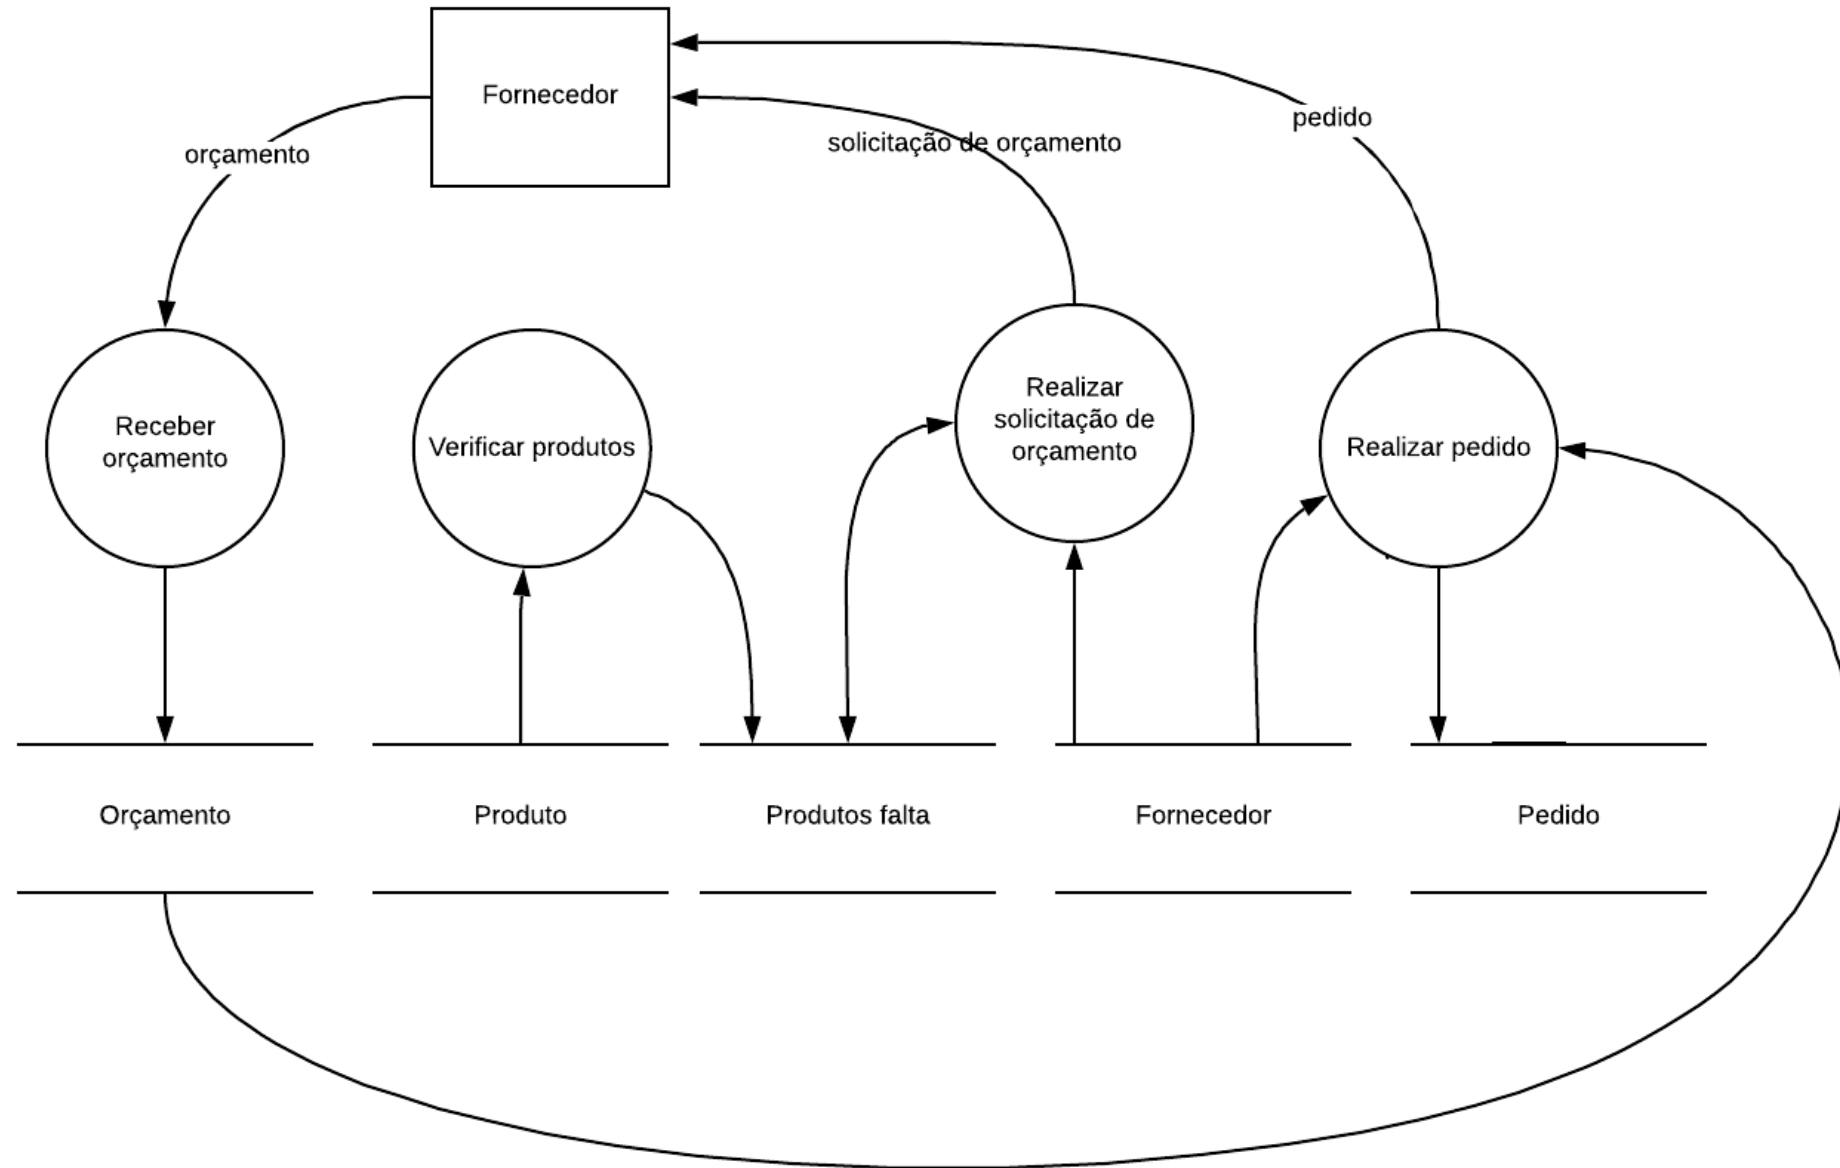 Fornecedor
pedido
solicitação de orçamento
orçamento
Receber
orçamento
Verificar produtos
Realizar
solicitação de
orçamento
Realizar pedido
Orçamento
Produto
Produtos falta
Fornecedor
Pedido